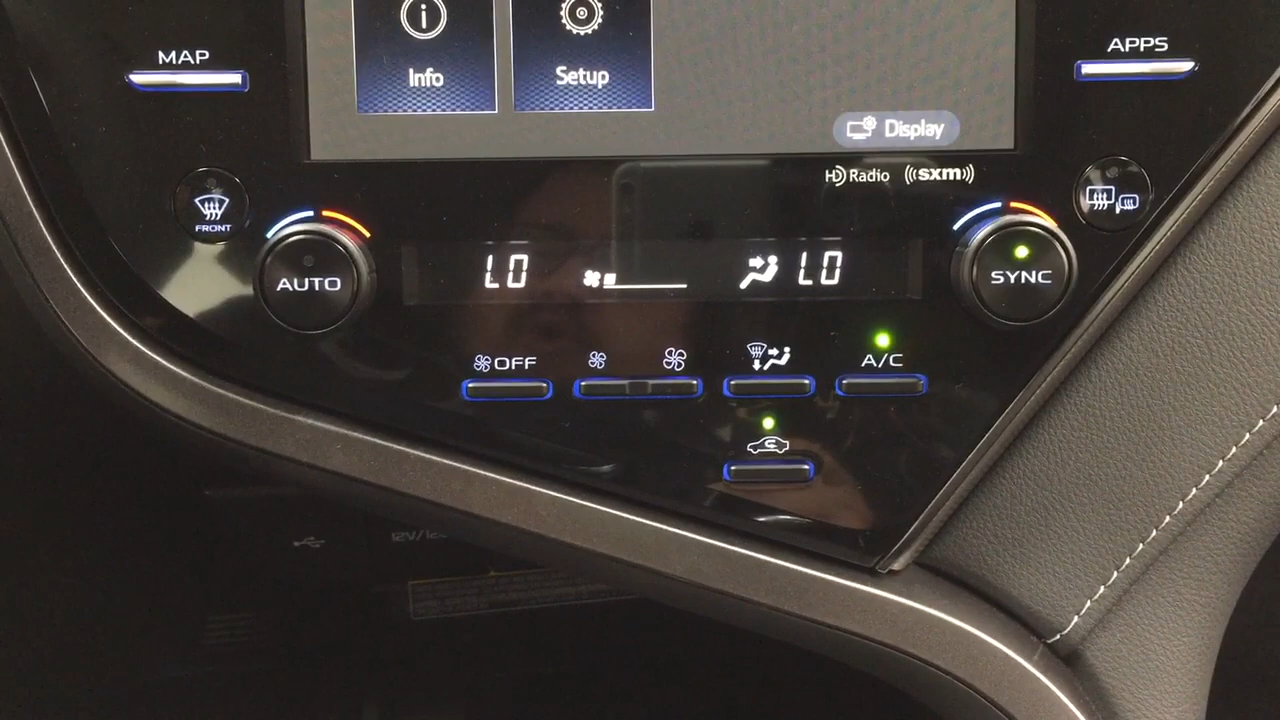 MAP
APPS
Info
Setup
Display
HD Radio
((sxm))
FRONT
AUTO
LO
LO
SYNC
OFF
A/C